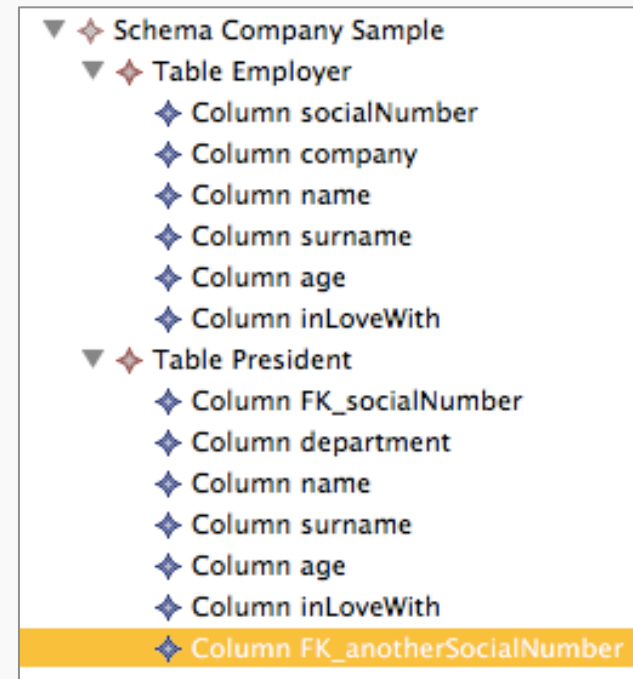 Schema Company Sample
Table Employer
Column socialNumber
Column company
Column name
Column surname
Column age
Column inLoveWith
Table President
Column FK_socialNumber
Column department
Column name
Column surname
Column age
Column inLoveWith
Column FK_anotherSocialNumber